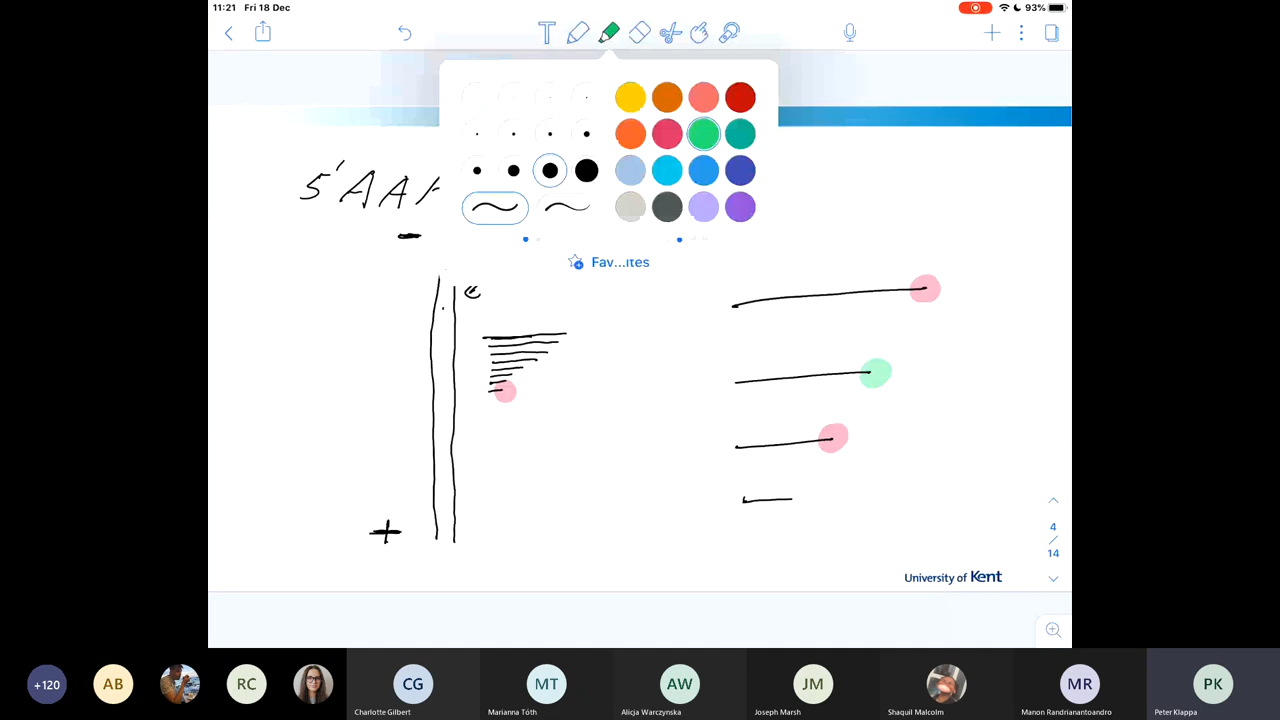 11:21 Fri 18 Dec
93%
T
5'AAA
Fav...ites
e
4
/
14
University of Kent
+120
AB
RC
CG
MT
AW
JM
MR
PK
Charlotte Gilbert
Marianna Tóth
Alicja Warczynska
Joseph Marsh
Shaquil Malcolm
Manon Randrianantoandro
Peter Klappa